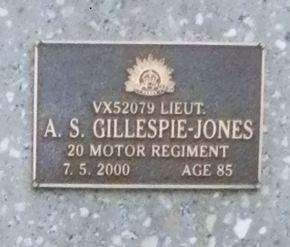 VX52079 LIEUT.
A. S. GILLESPIE-JONES
20 MOTOR REGIMENT
7. 5. 2000 AGE 85